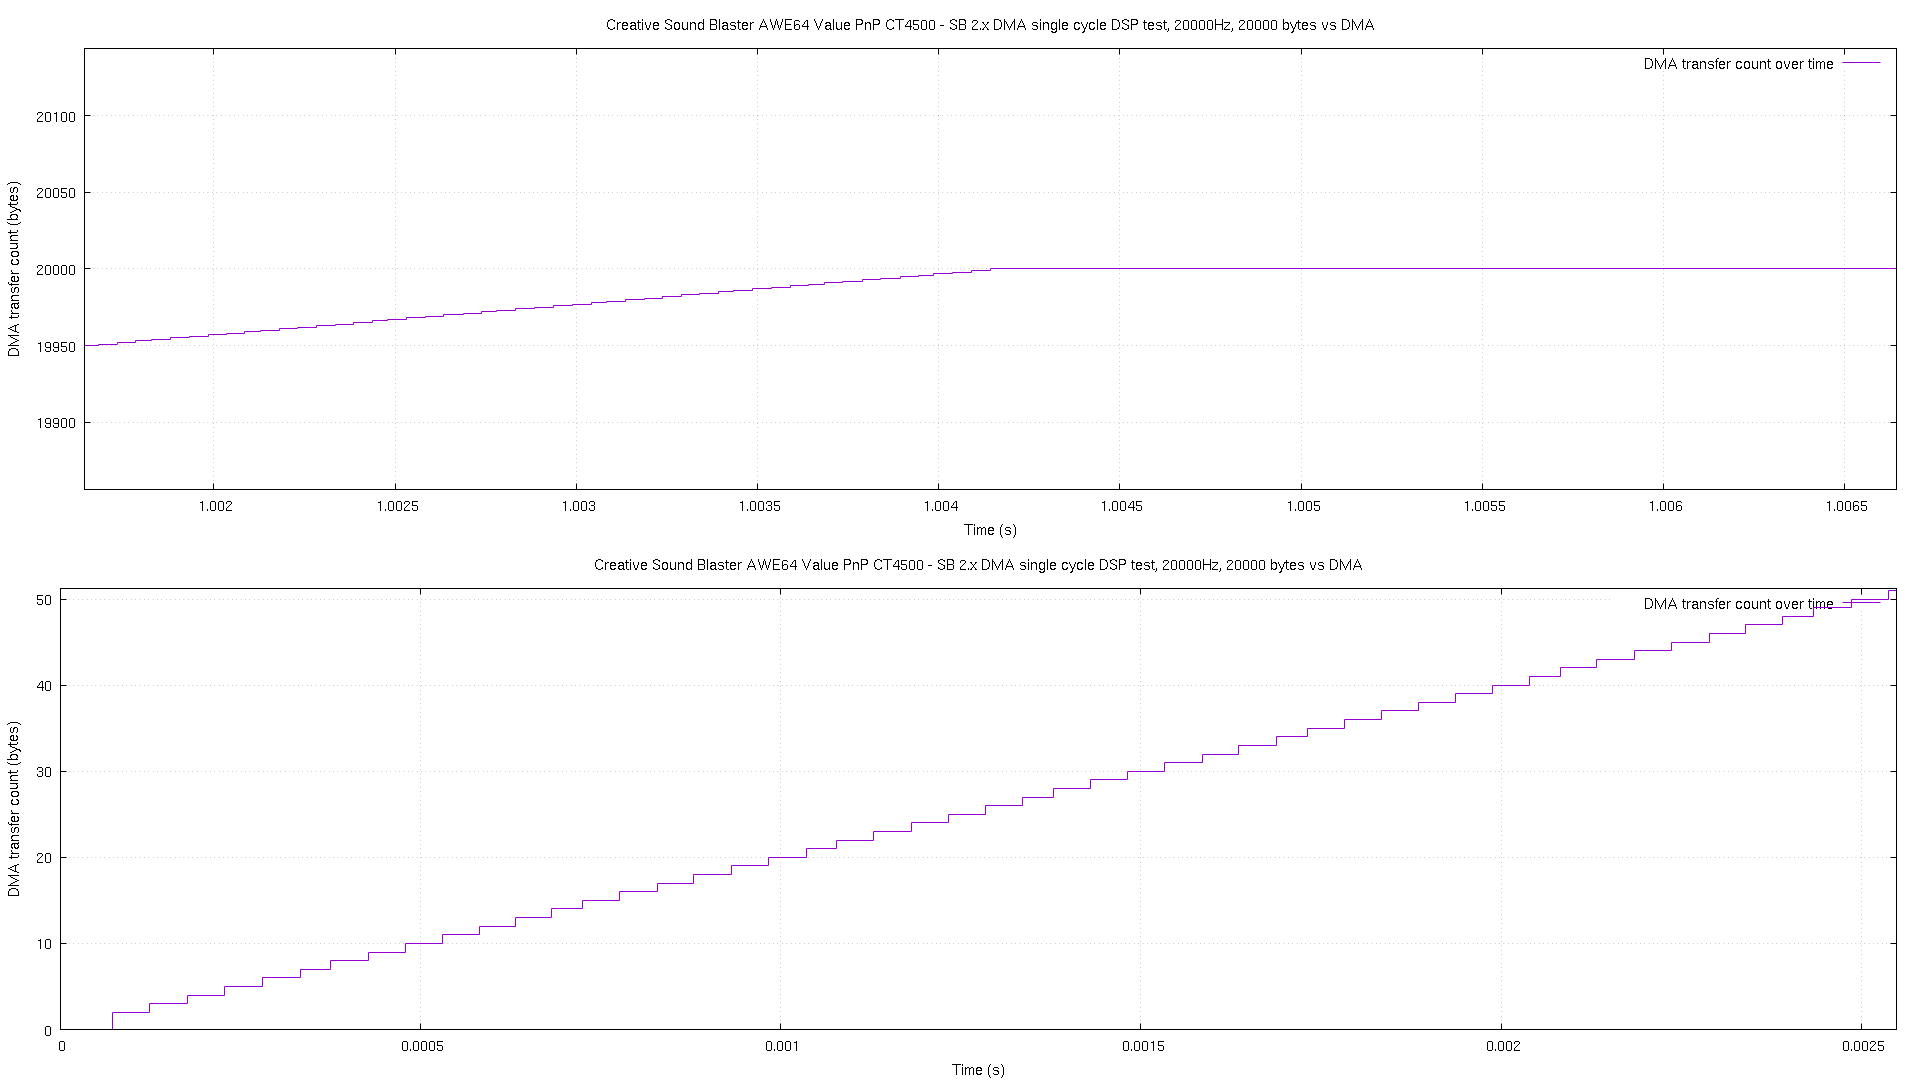 Creative Sound Blaster AWE64 Value PnP CT4500 - SB 2.x DMA single cycle DSP test, 20000Hz, 20000 bytes vs DMA
DMA transfer count over time
20100
20050
20000
19950
19900
DMA transfer count (bytes)
1.002 1.0025 1.003 1.0035 1.004 1.0045 1.005 1.0055 1.006 1.0065
Time (s)
Creative Sound Blaster AWE64 Value PnP CT4500 - SB 2.x DMA single cycle DSP test, 20000Hz, 20000 bytes vs DMA
DMA transfer count over time
50
40
30
20
10
0
DMA transfer count (bytes)
0 0.0005 0.001 0.0015 0.002 0.0025
Time (s)